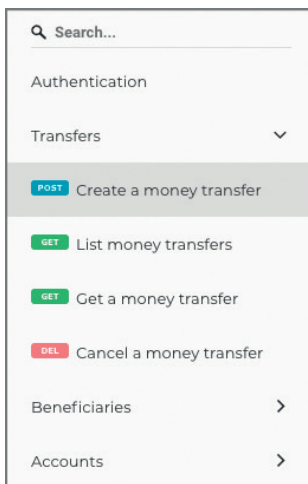 Search...
Authentication
Transfers
POST Create a money transfer
GET List money transfers
GET Get a money transfer
DEL Cancel a money transfer
Beneficiaries
Accounts